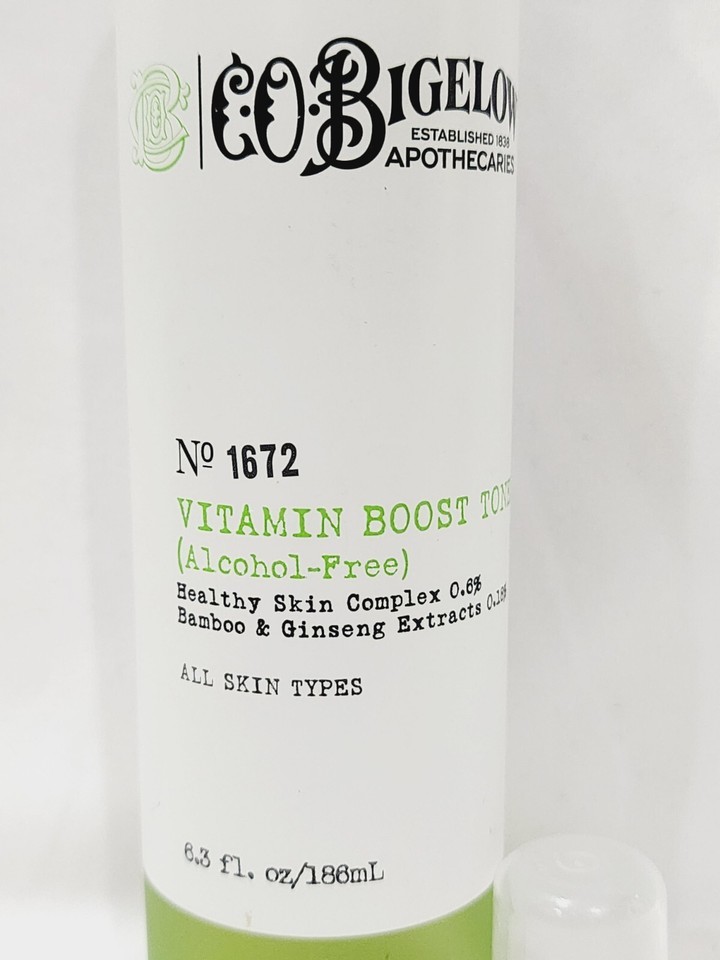 C.O. BIGELOW
ESTABLISHED 1838
APOTHECARIES
Nº 1672
VITAMIN BOOST
(Alcohol-Free)
Healthy Skin Complex 0.6%
Bamboo & Ginseng Extracts
ALL SKIN TYPES
6.3 fl. oz/186mL